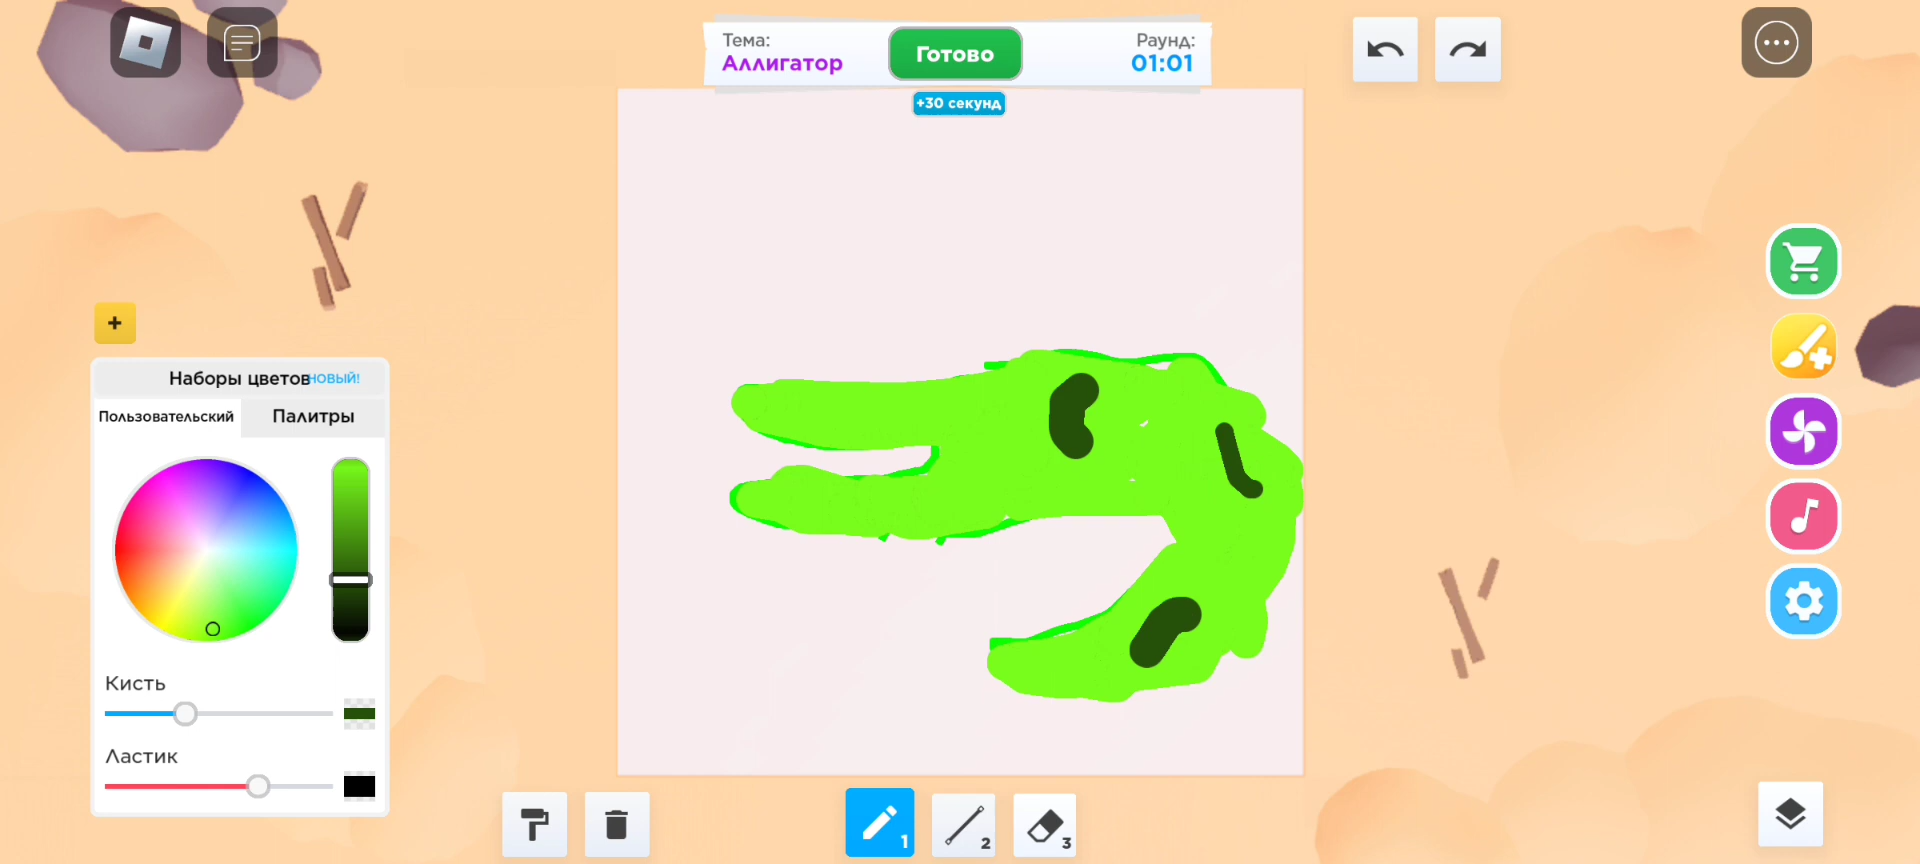 Тема:
Аллигатор
Готово
Раунд:
01:01
+30 секунд
+
Наборы цветов НОВЫЙ!
Пользовательский
Палитры
Кисть
Ластик
1
2
3